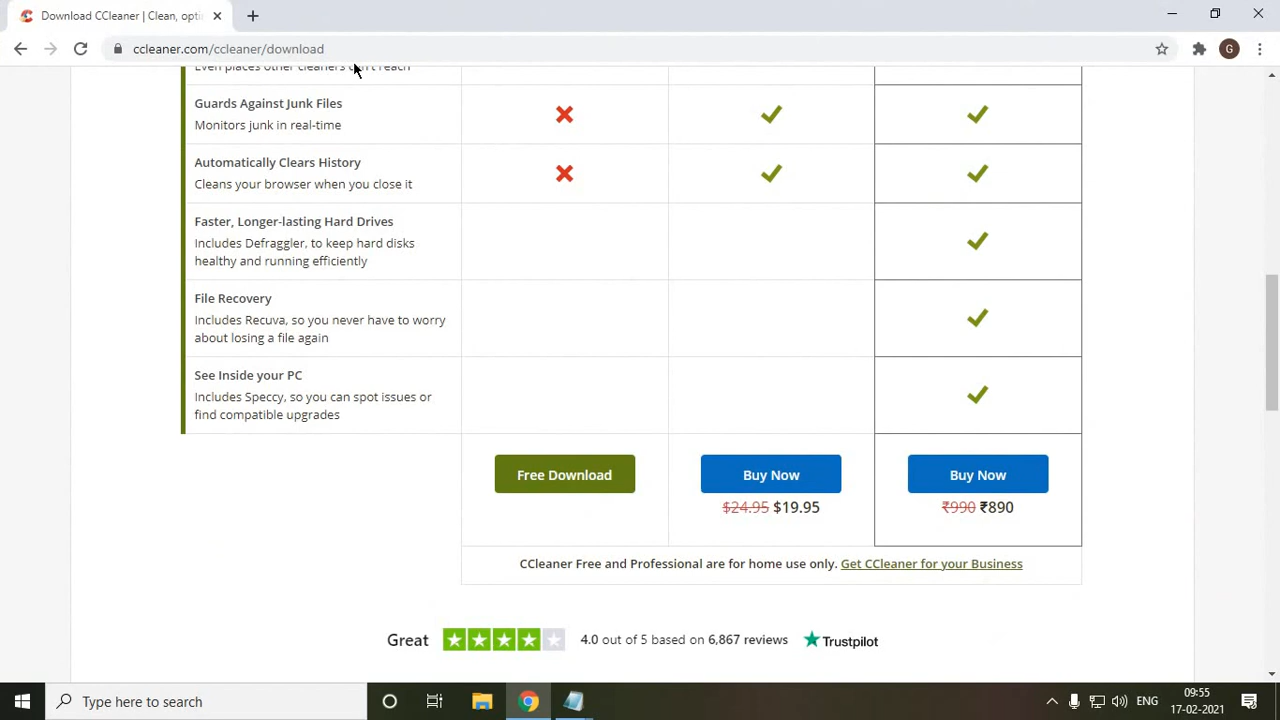 Download CCleaner | Clean, opti
ccleaner.com/ccleaner/download
G
Even places other cleaners can't reach
Guards Against Junk Files
Monitors junk in real-time
Automatically Clears History
Cleans your browser when you close it
Faster, Longer-lasting Hard Drives
Includes Defraggler, to keep hard disks
healthy and running efficiently
File Recovery
Includes Recuva, so you never have to worry
about losing a file again
See Inside your PC
Includes Speccy, so you can spot issues or
find compatible upgrades
Free Download
Buy Now
Buy Now
$24.95 $19.95
₹990 ₹890
CCleaner Free and Professional are for home use only. Get CCleaner for your Business
Great 4.0 out of 5 based on 6,867 reviews Trustpilot
Type here to search
ENG
09:55
17-02-2021